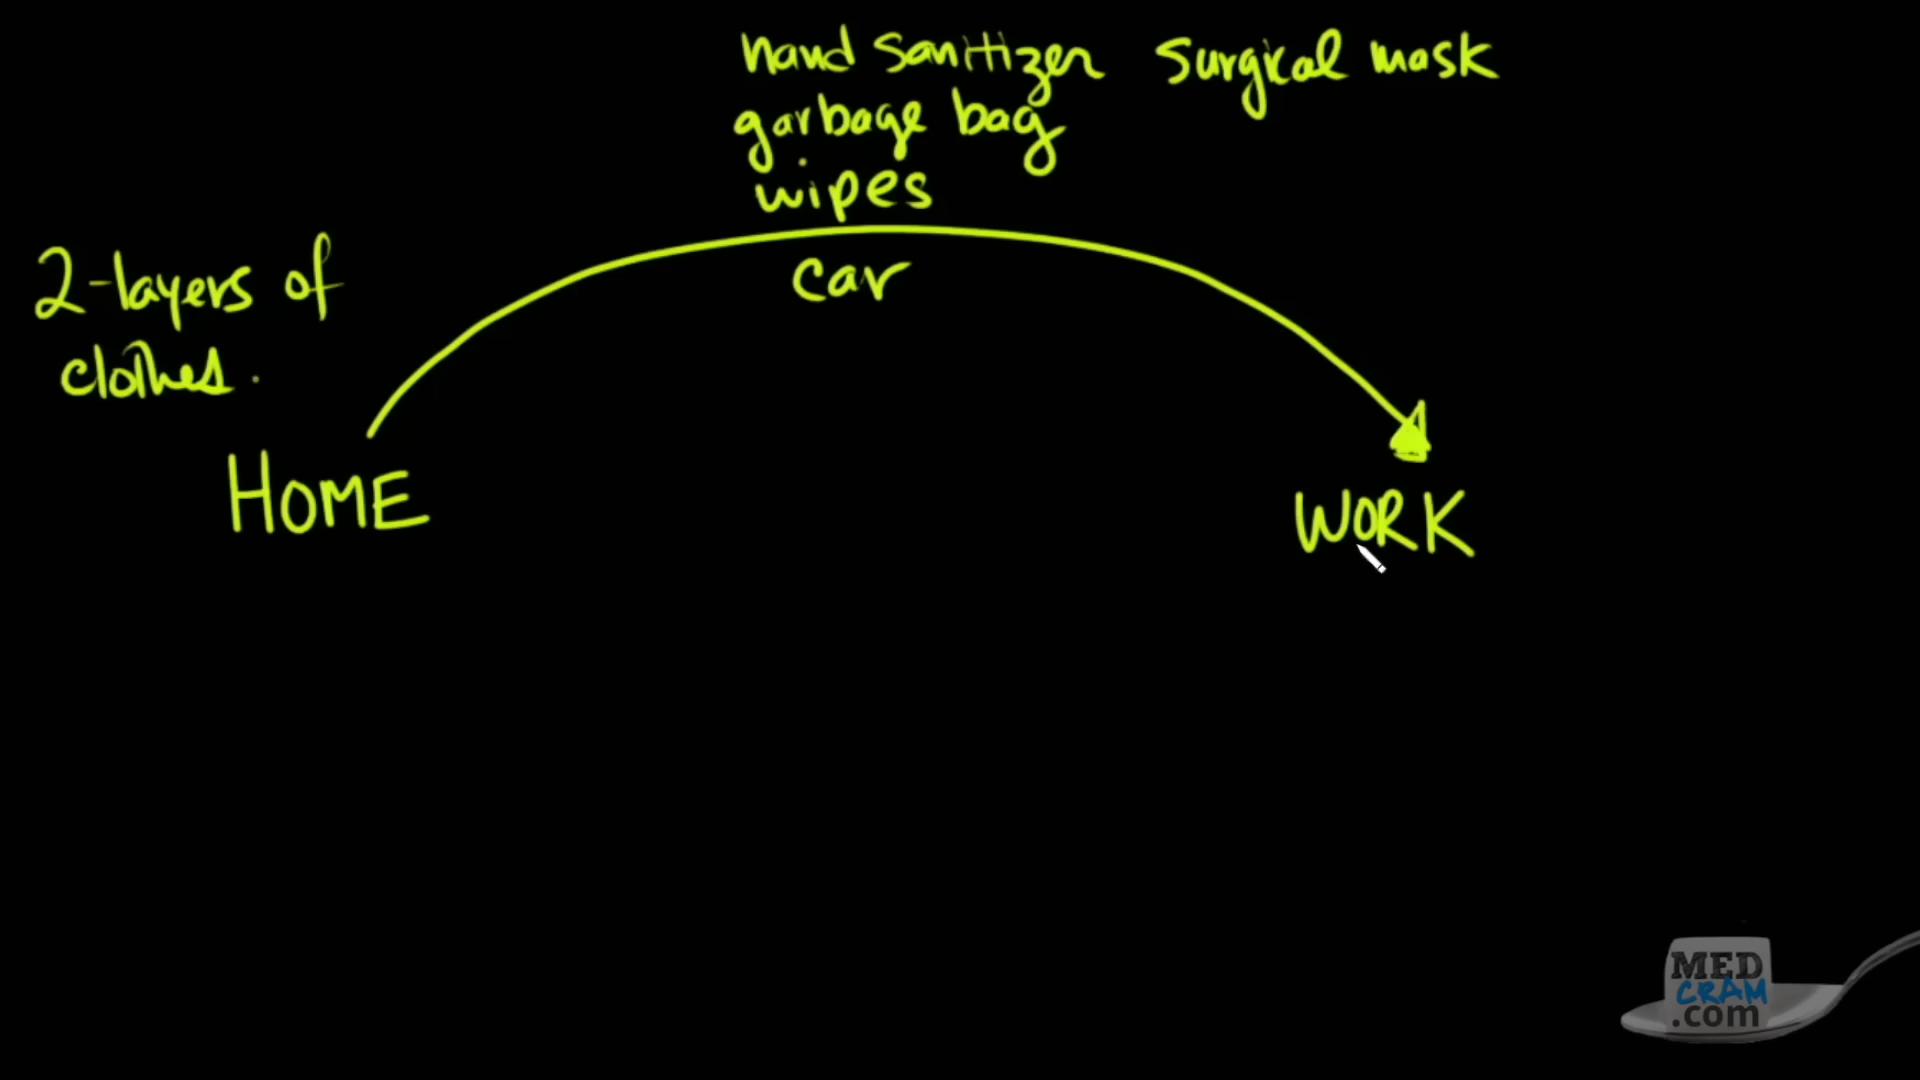 hand sanitizer surgical mask
garbage bag
wipes
car
2-layers of
clothes.
HOME
WORK
MED
CRAM
.com